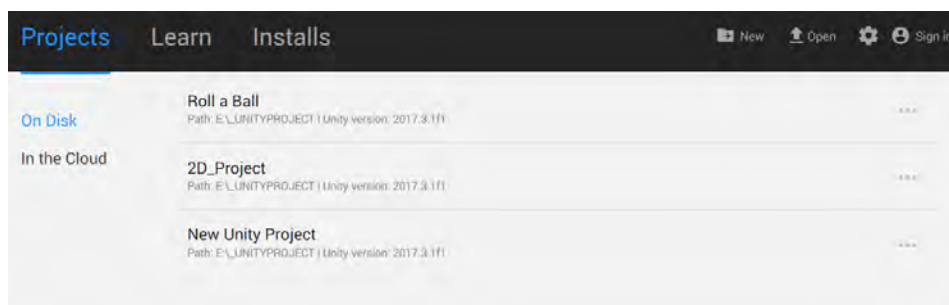 Projects Learn Installs New Open Sign in
On Disk
In the Cloud
Roll a Ball
Path: E:\_UNITYPROJECT | Unity version: 2017.3.1f1
2D_Project
Path: E:\_UNITYPROJECT | Unity version: 2017.3.1f1
New Unity Project
Path: E:\_UNITYPROJECT | Unity version: 2017.3.1f1